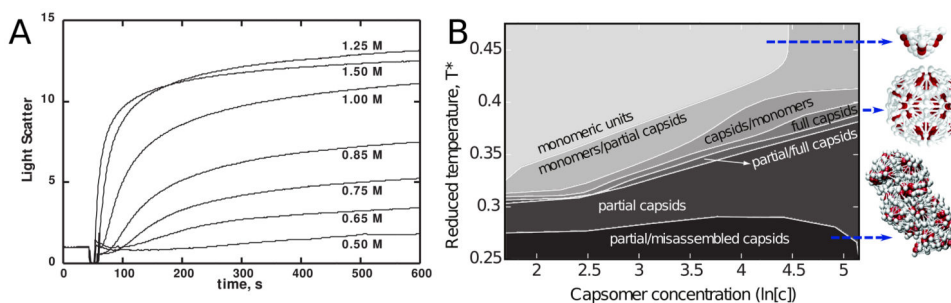 A
Light Scatter
15
10
5
0
0
100
200
300
400
500
600
time, s
1.25 M
1.50 M
1.00 M
0.85 M
0.75 M
0.65 M
0.50 M
B
Reduced temperature, T*
0.45
0.4
0.35
0.3
0.25
2
2.5
3
3.5
4
4.5
5
Capsomer concentration (ln[c])
monomeric units
monomers/partial capsids
capsids/monomers
full capsids
partial/full capsids
partial capsids
partial/misassembled capsids